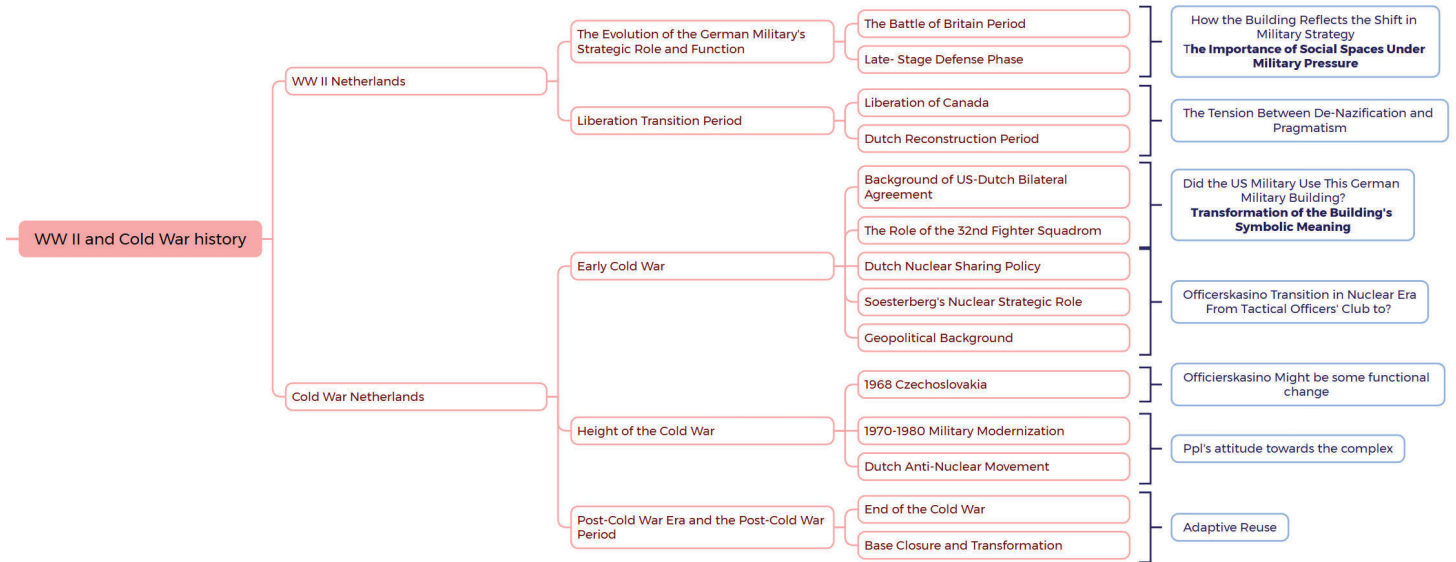 WW II and Cold War history
WW II Netherlands
The Evolution of the German Military's
Strategic Role and Function
The Battle of Britain Period
Late- Stage Defense Phase
How the Building Reflects the Shift in
Military Strategy
The Importance of Social Spaces Under
Military Pressure
Liberation Transition Period
Liberation of Canada
Dutch Reconstruction Period
The Tension Between De-Nazification and
Pragmatism
Cold War Netherlands
Early Cold War
Background of US-Dutch Bilateral
Agreement
The Role of the 32nd Fighter Squadrom
Dutch Nuclear Sharing Policy
Soesterberg's Nuclear Strategic Role
Geopolitical Background
Did the US Military Use This German
Military Building?
Transformation of the Building's
Symbolic Meaning
Officerskasino Transition in Nuclear Era
From Tactical Officers' Club to?
Height of the Cold War
1968 Czechoslovakia
1970-1980 Military Modernization
Dutch Anti-Nuclear Movement
Officierskasino Might be some functional
change
Ppl's attitude towards the complex
Post-Cold War Era and the Post-Cold War
Period
End of the Cold War
Base Closure and Transformation
Adaptive Reuse